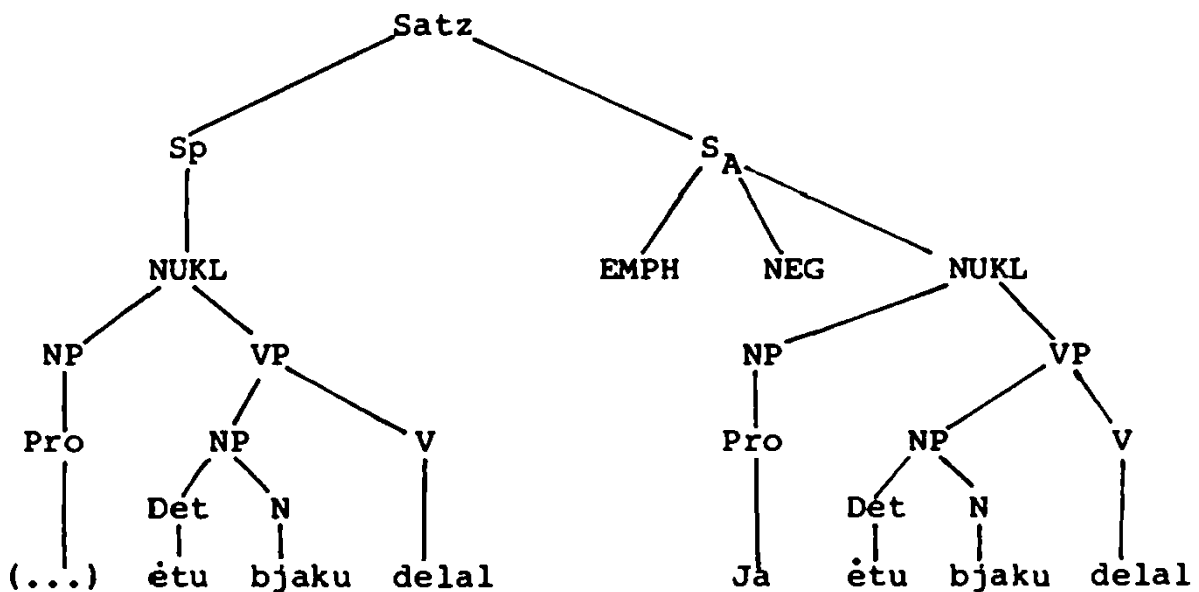 Satz
Sp S A
NUKL EMPH NEG NUKL
NP VP NP VP
Pro NP V Pro NP V
Det N Det N
(...) ėtu bjaku delal Ja ėtu bjaku delal